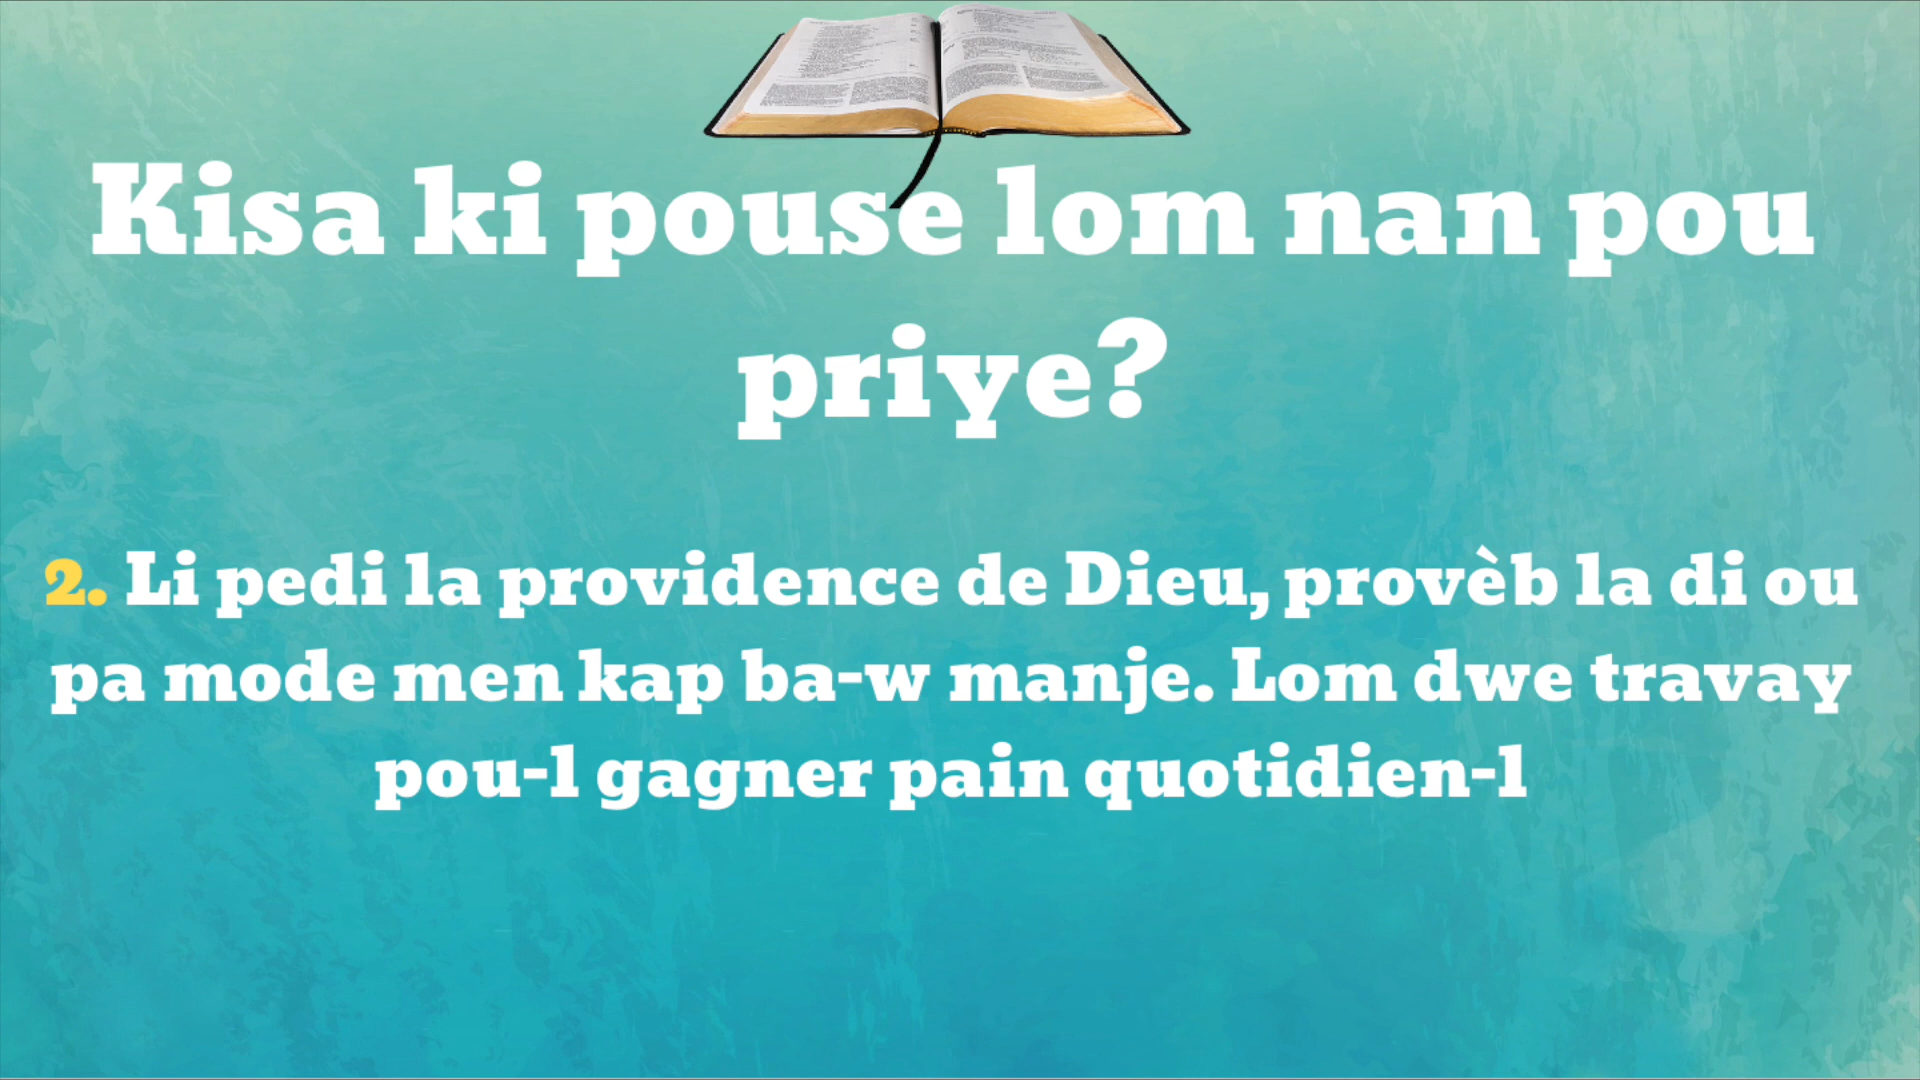 Kisa ki pouse lom nan pou
priye?
2. Li pedi la providence de Dieu, provèb la di ou
pa mode men kap ba-w manje. Lom dwe travay
pou-l gagner pain quotidien-l